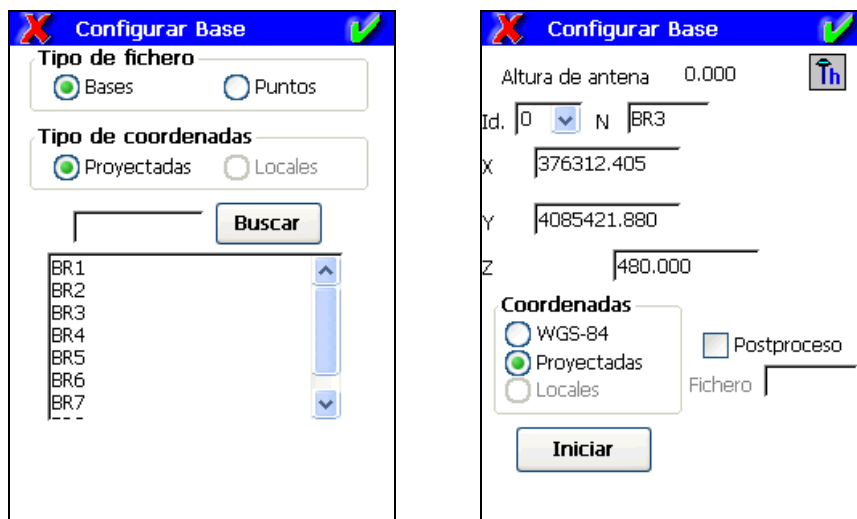 Configurar Base
Tipo de fichero
Bases Puntos
Tipo de coordenadas
Proyectadas Locales
Buscar
BR1
BR2
BR3
BR4
BR5
BR6
BR7
Configurar Base
Altura de antena 0.000 Th
Id. 0 N BR3
X 376312.405
Y 4085421.880
Z 480.000
Coordenadas
WGS-84
Proyectadas
Locales
Postproceso
Fichero
Iniciar